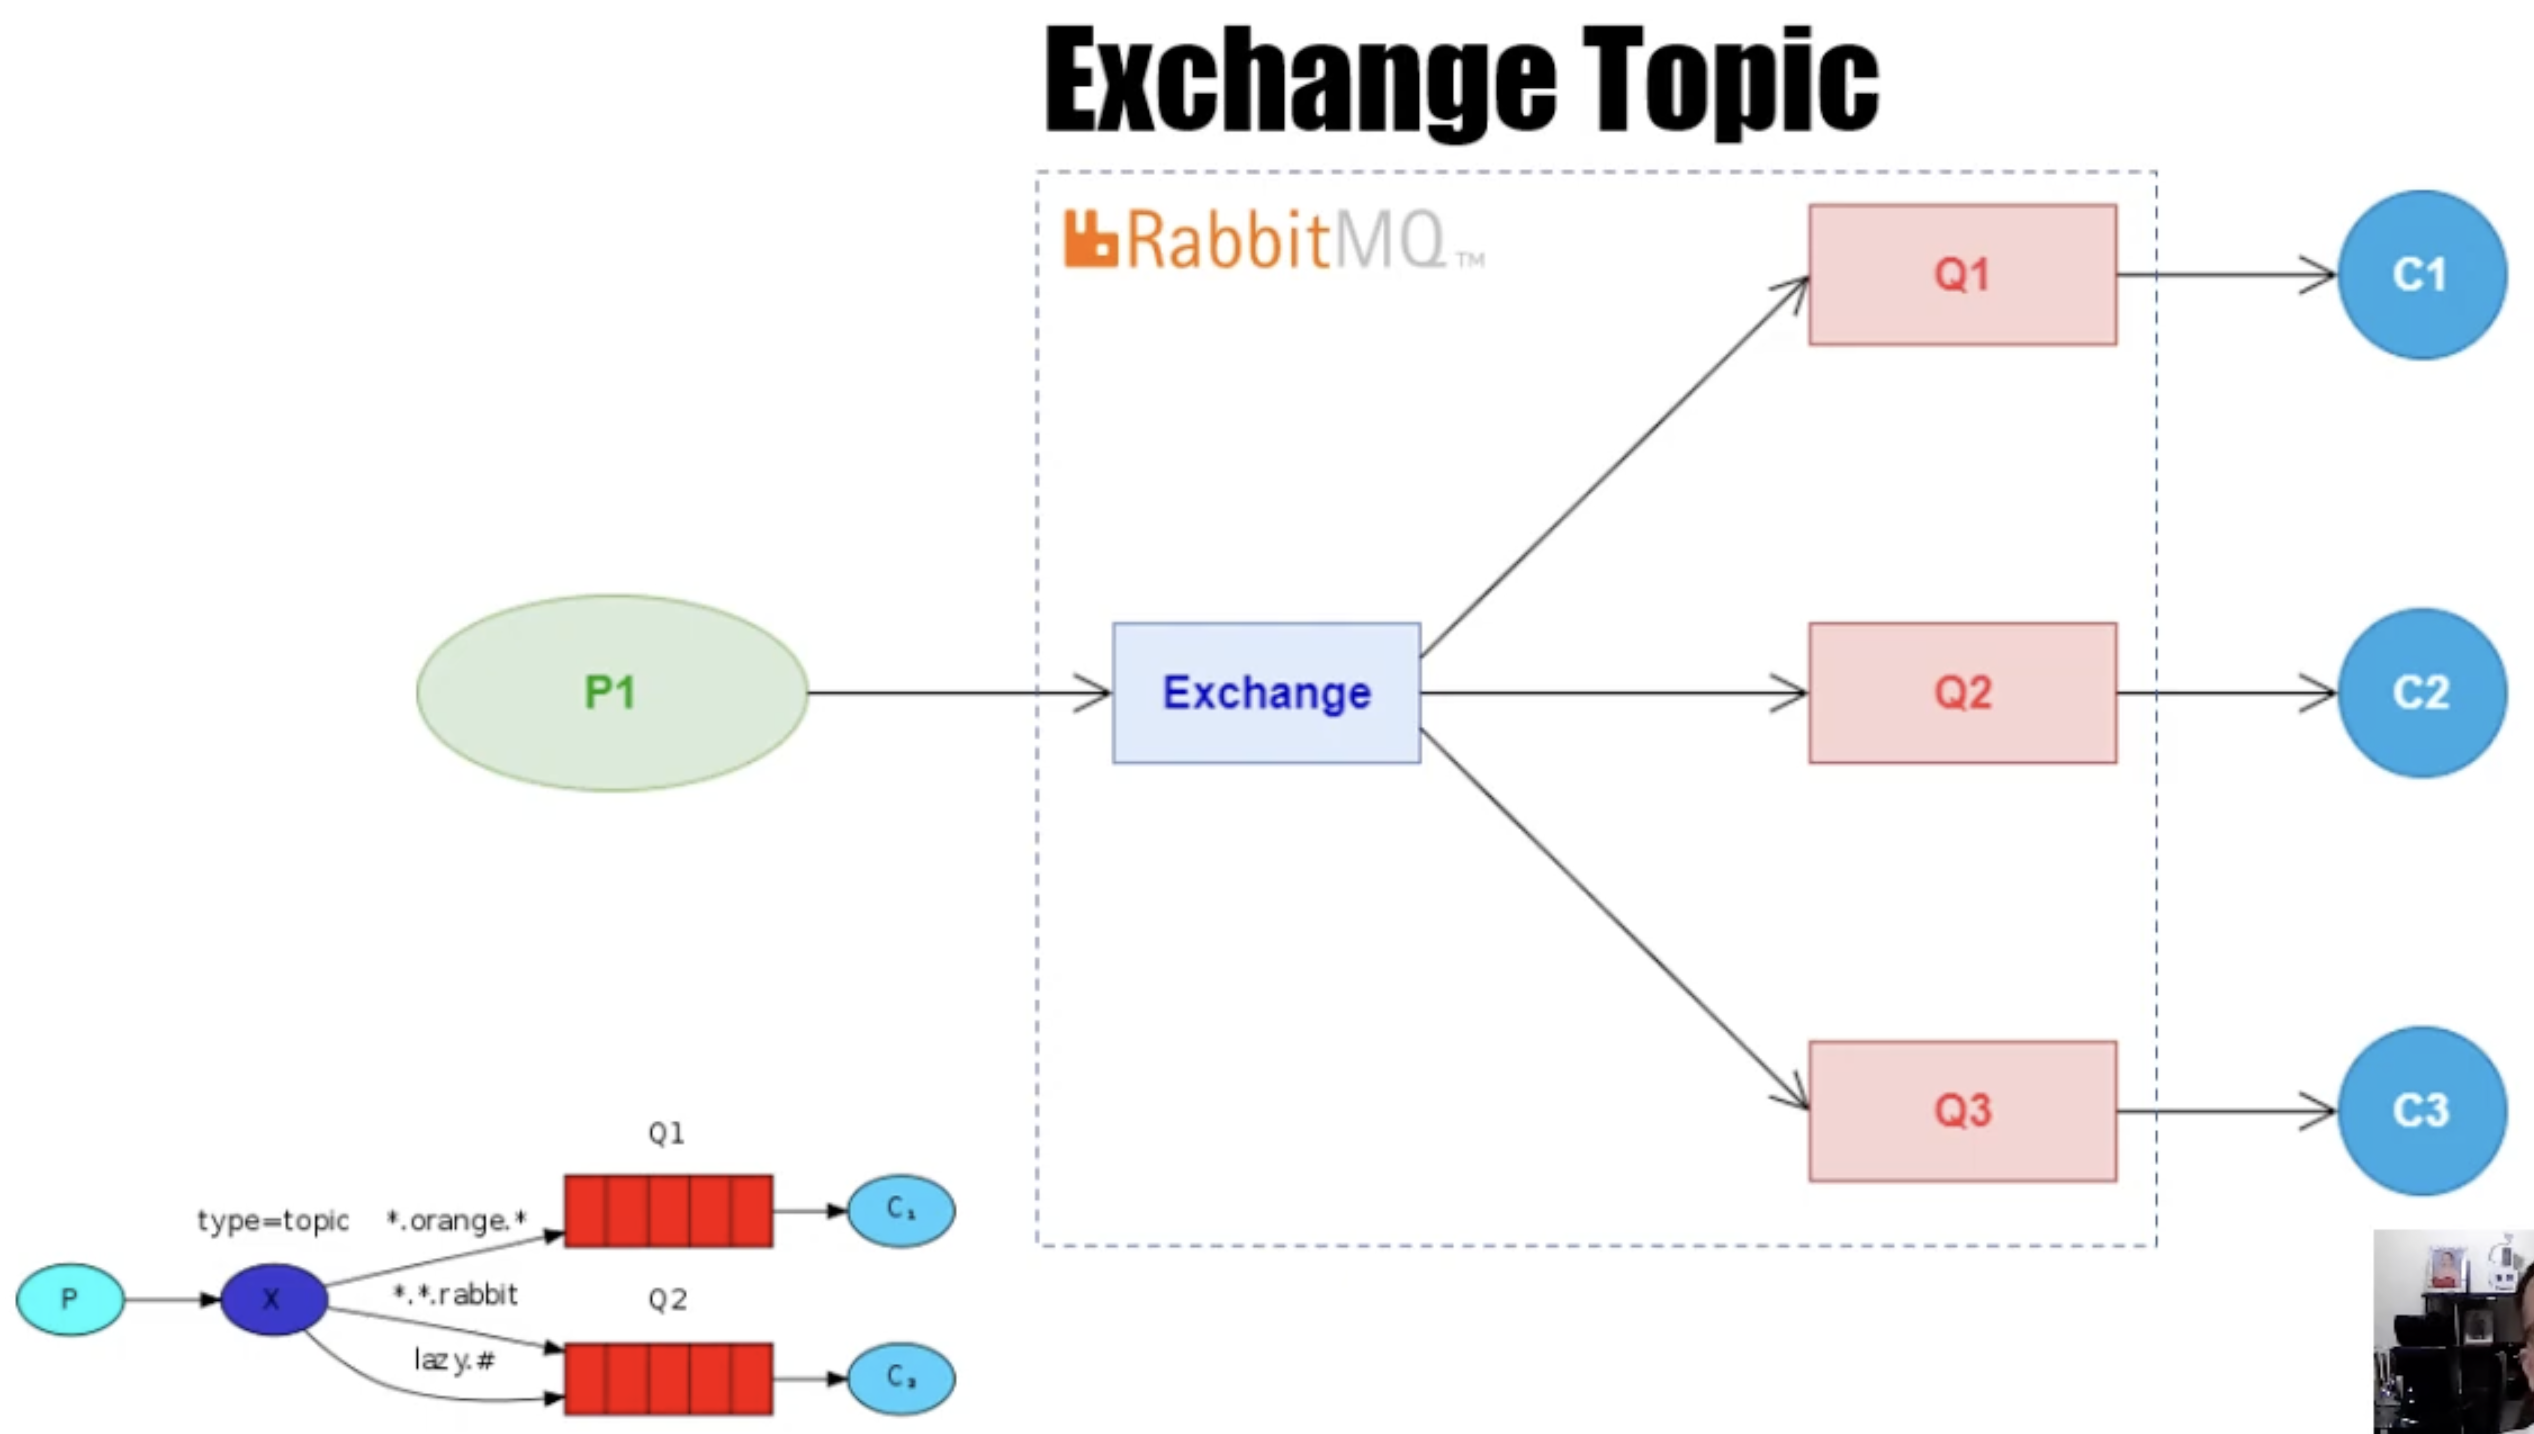 Exchange Topic
RabbitMQ™
Q1
C1
P1
Exchange
Q2
C2
Q3
C3
Q1
type=topic
*.orange.*
C₁
P
X
*.*.rabbit
Q2
lazy.#
C₂